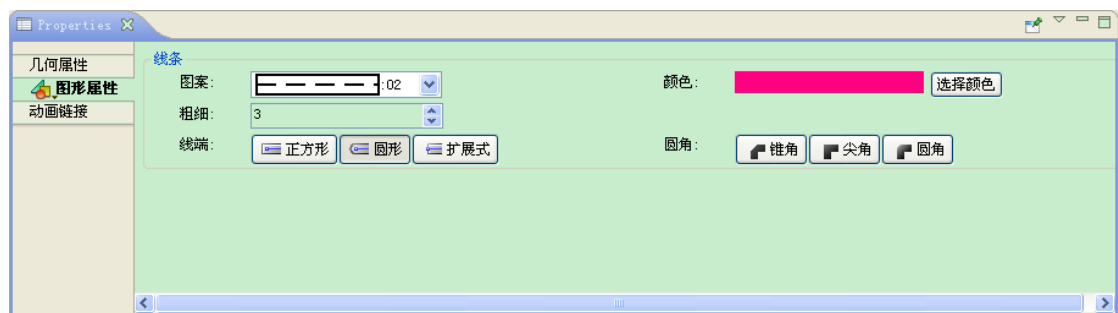 Properties
几何属性
图形属性
动画链接
线条
图案: :02 颜色: 选择颜色
粗细: 3
线端: 正方形 圆形 扩展式 圆角: 锥角 尖角 圆角